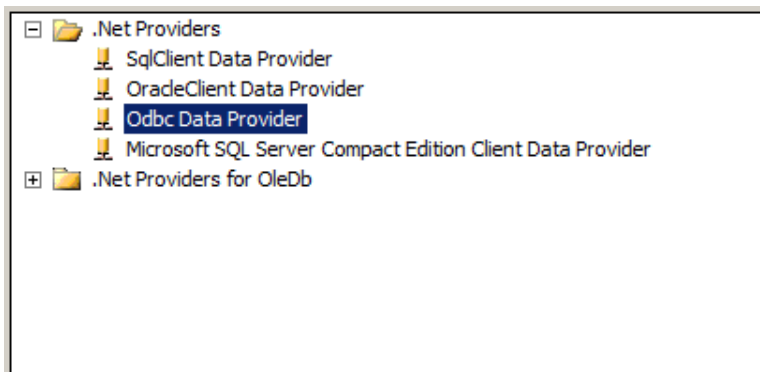 .Net Providers
SqlClient Data Provider
OracleClient Data Provider
Odbc Data Provider
Microsoft SQL Server Compact Edition Client Data Provider
.Net Providers for OleDb